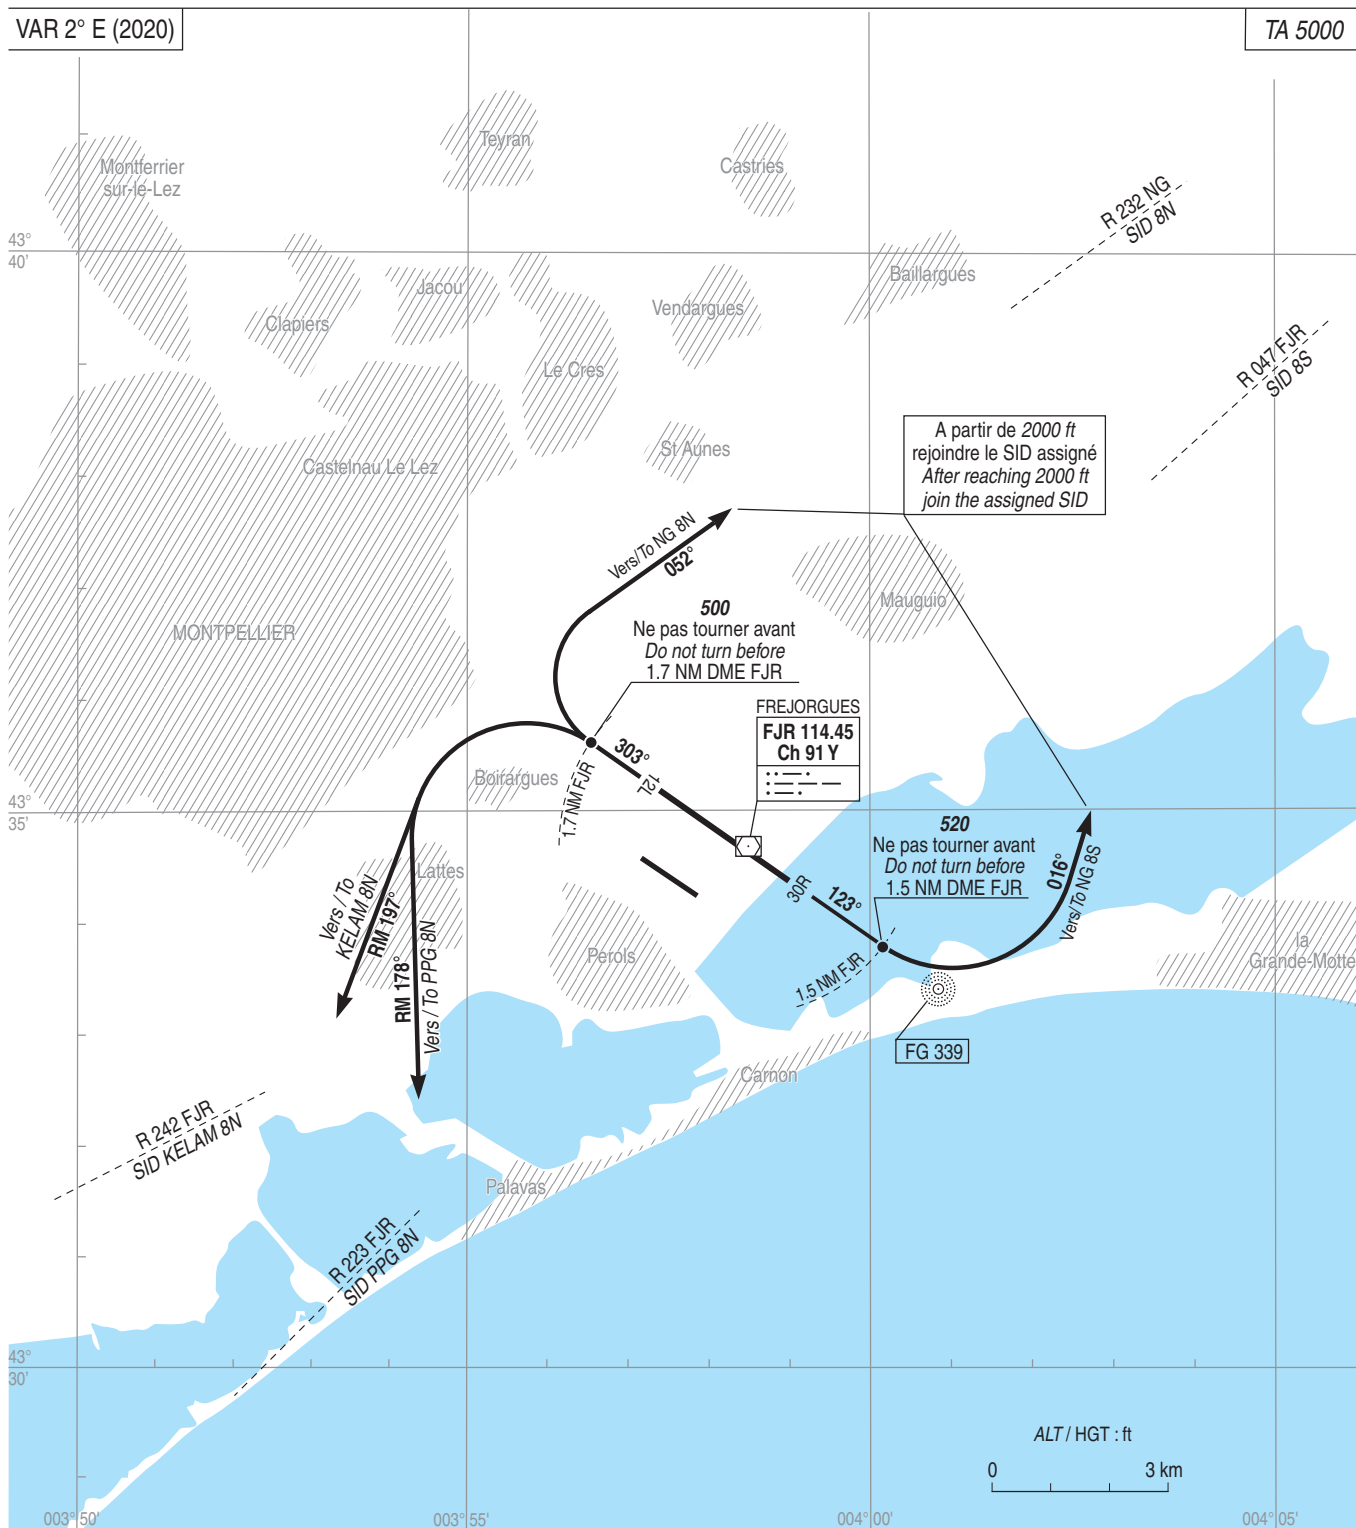 VAR 2° E (2020)
TA 5000
Teyran
Castries
Montferrier
sur-le-Lez
R 232 NG
SID 8N
43°
40'
Baillargues
Jacou
Vendargues
Clapiers
Le Cres
R 047 FJR
SID 8S
A partir de 2000 ft
rejoindre le SID assigné
After reaching 2000 ft
join the assigned SID
St Aunes
Castelnau Le Lez
Vers/To NG 8N
052°
Mauguio
500
Ne pas tourner avant
Do not turn before
1.7 NM DME FJR
MONTPELLIER
FREJORGUES
FJR 114.45
Ch 91 Y
303°
12L
Boirargues
1.7 NM FJR
43°
35'
520
Ne pas tourner avant
Do not turn before
1.5 NM DME FJR
016°
Vers/To NG 8S
30R
123°
Lattes
Vers / To
KELAM 8N
RM 197°
RM 178°
Vers / To PPG 8N
Perols
1.5 NM FJR
la
Grande-Motte
FG 339
Carnon
R 242 FJR
SID KELAM 8N
Palavas
R 223 FJR
SID PPG 8N
43°
30'
ALT / HGT : ft
0 3 km
003° 50'
003° 55'
004° 00'
004° 05'